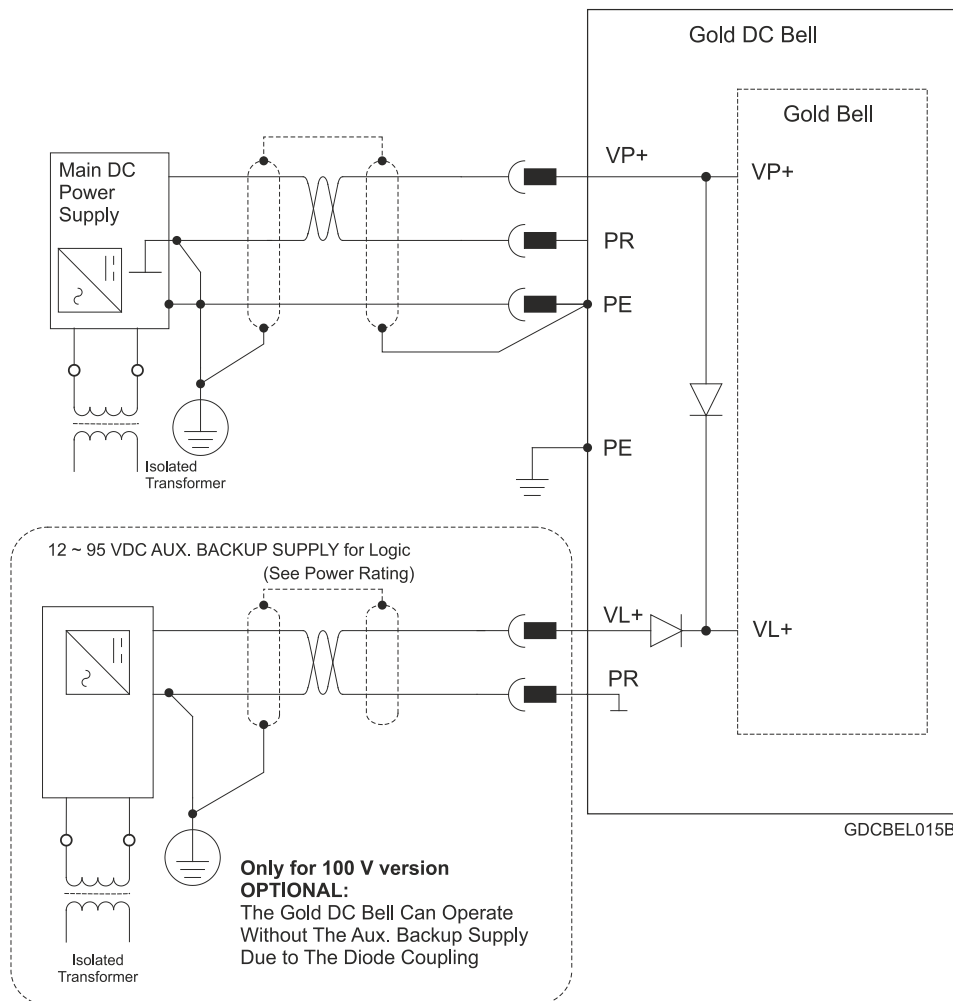 Gold DC Bell
Gold Bell
Main DC
Power
Supply
VP+
VP+
PR
PE
Isolated
Transformer
PE
12 ~ 95 VDC AUX. BACKUP SUPPLY for Logic
(See Power Rating)
VL+
VL+
PR
GDCBEL015B
Only for 100 V version
OPTIONAL:
The Gold DC Bell Can Operate
Without The Aux. Backup Supply
Due to The Diode Coupling
Isolated
Transformer